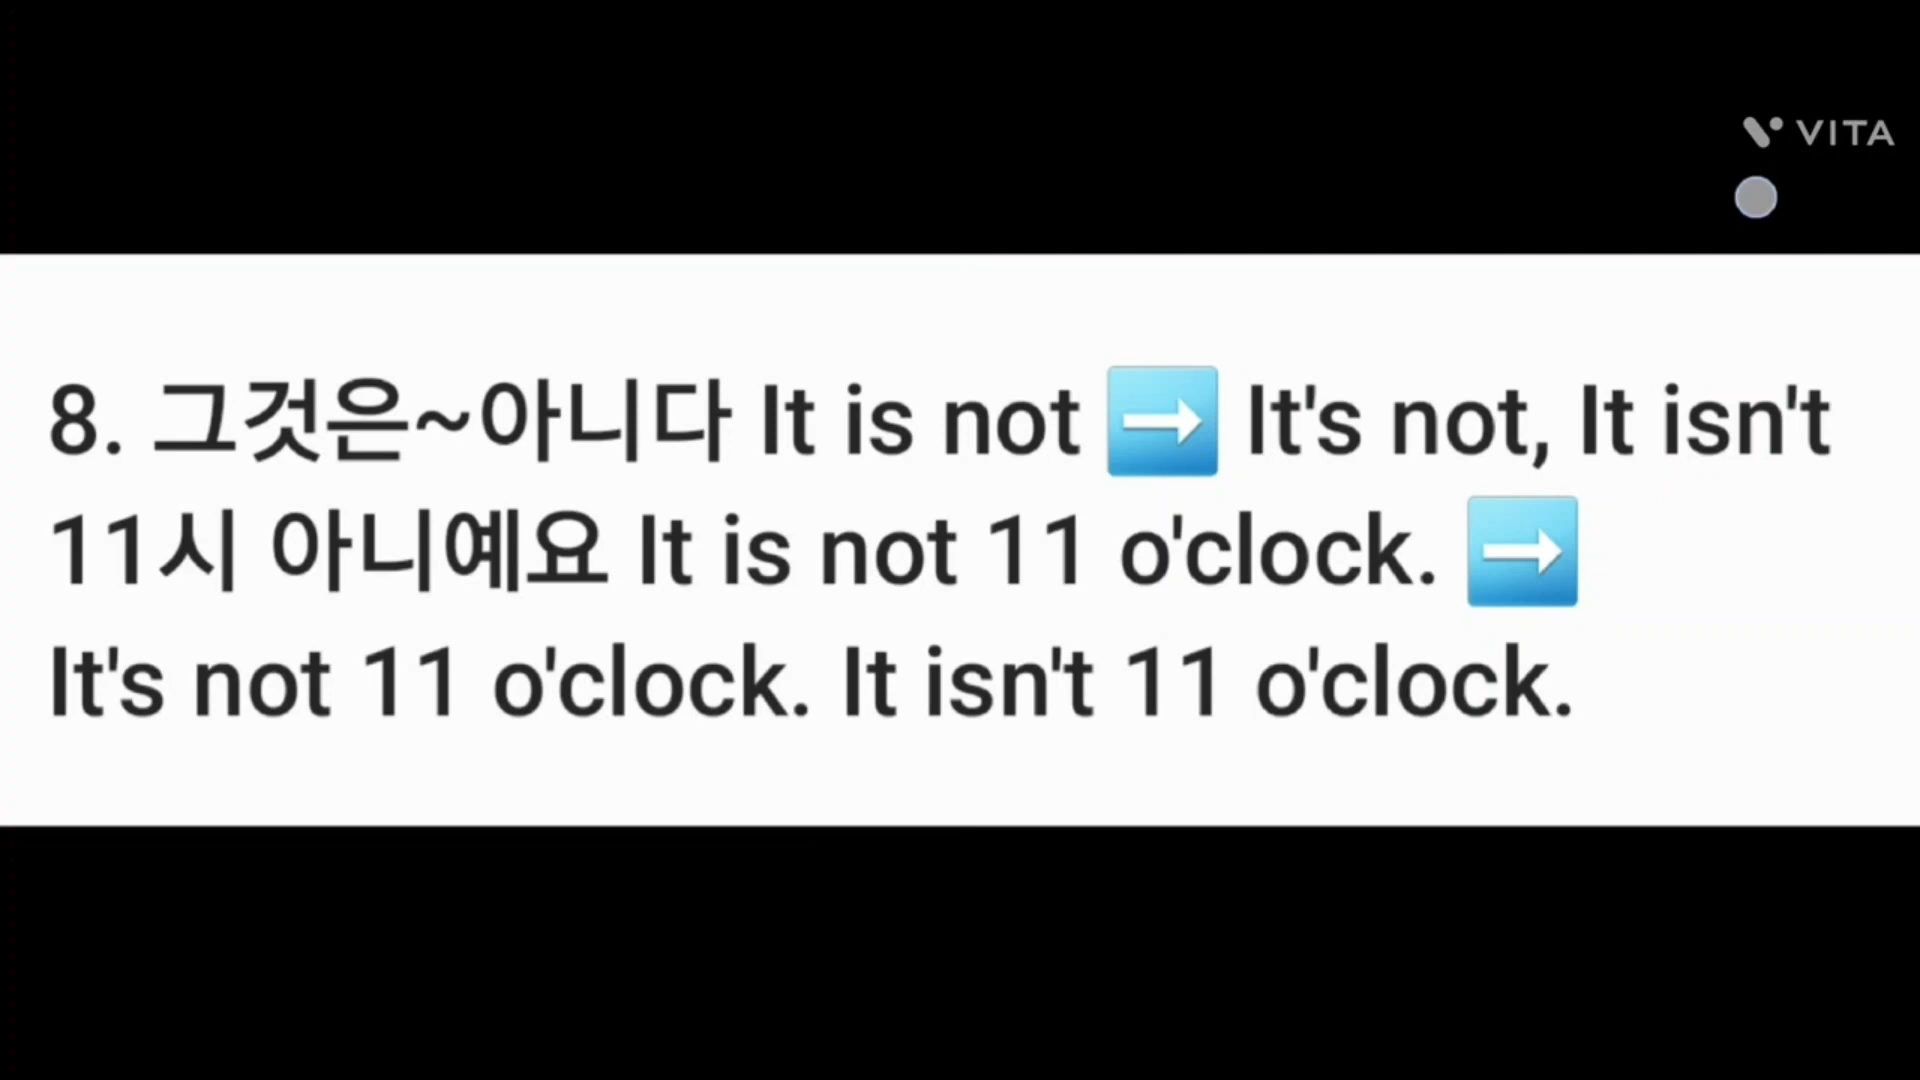 VITA
8. 그것은~아니다 It is not ➡️ It's not, It isn't
11시 아니예요 It is not 11 o'clock. ➡️
It's not 11 o'clock. It isn't 11 o'clock.